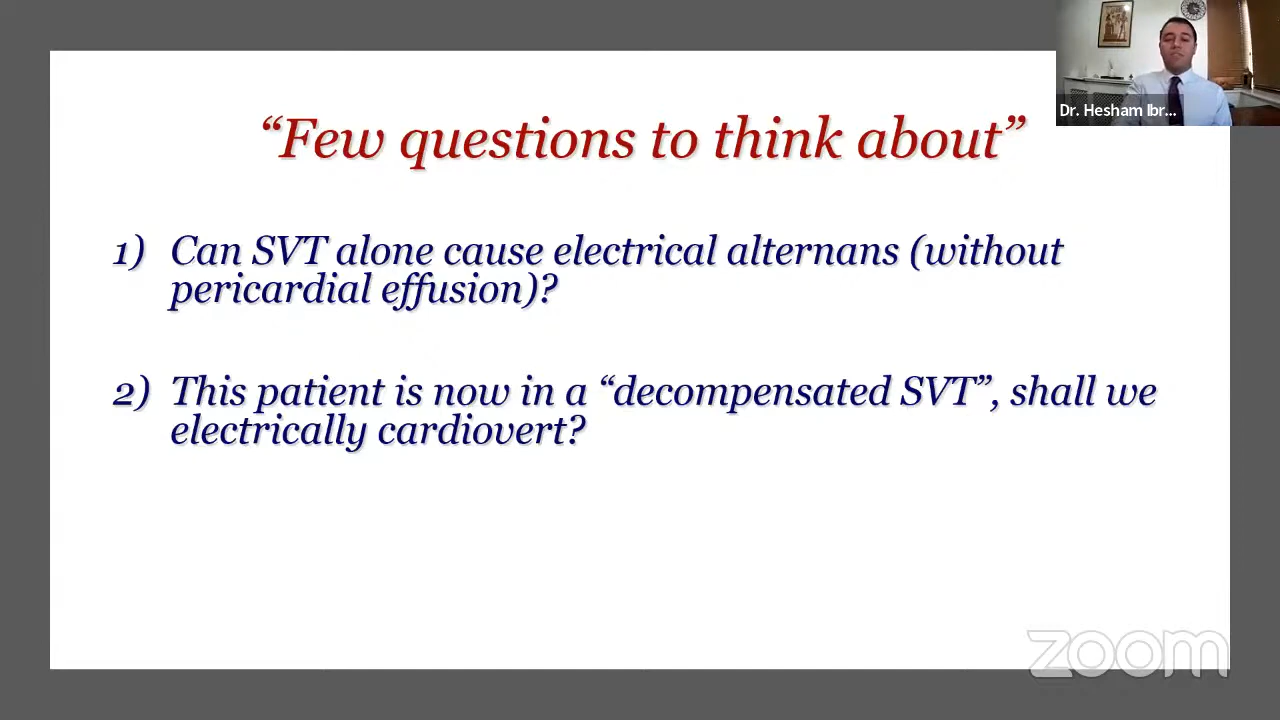 Dr. Hesham Ibr...
“Few questions to think about”
1) Can SVT alone cause electrical alternans (without
pericardial effusion)?
2) This patient is now in a “decompensated SVT”, shall we
electrically cardiovert?
zoom